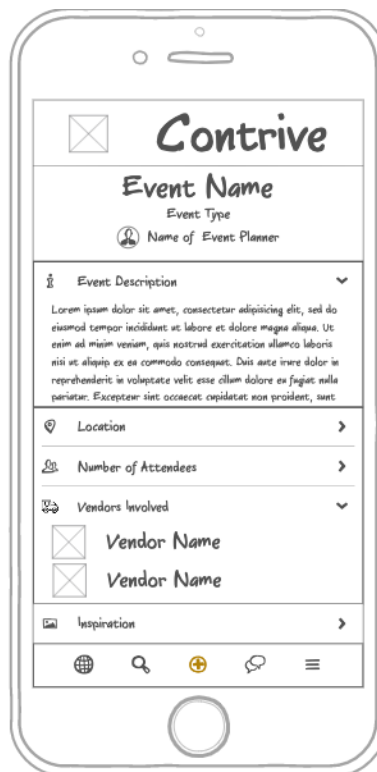 Contrive
Event Name
Event Type
Name of Event Planner
Event Description
Lorem ipsum dolor sit amet, consectetur adipisicing elit, sed do
eiusmod tempor incididunt ut labore et dolore magna aliqua. Ut
enim ad minim veniam, quis nostrud exercitation ullamco laboris
nisi ut aliquip ex ea commodo consequat. Duis aute irure dolor in
reprehenderit in voluptate velit esse cillum dolore eu fugiat nulla
pariatur. Excepteur sint occaecat cupidatat non proident, sunt
Location
Number of Attendees
Vendors Involved
Vendor Name
Vendor Name
Inspiration